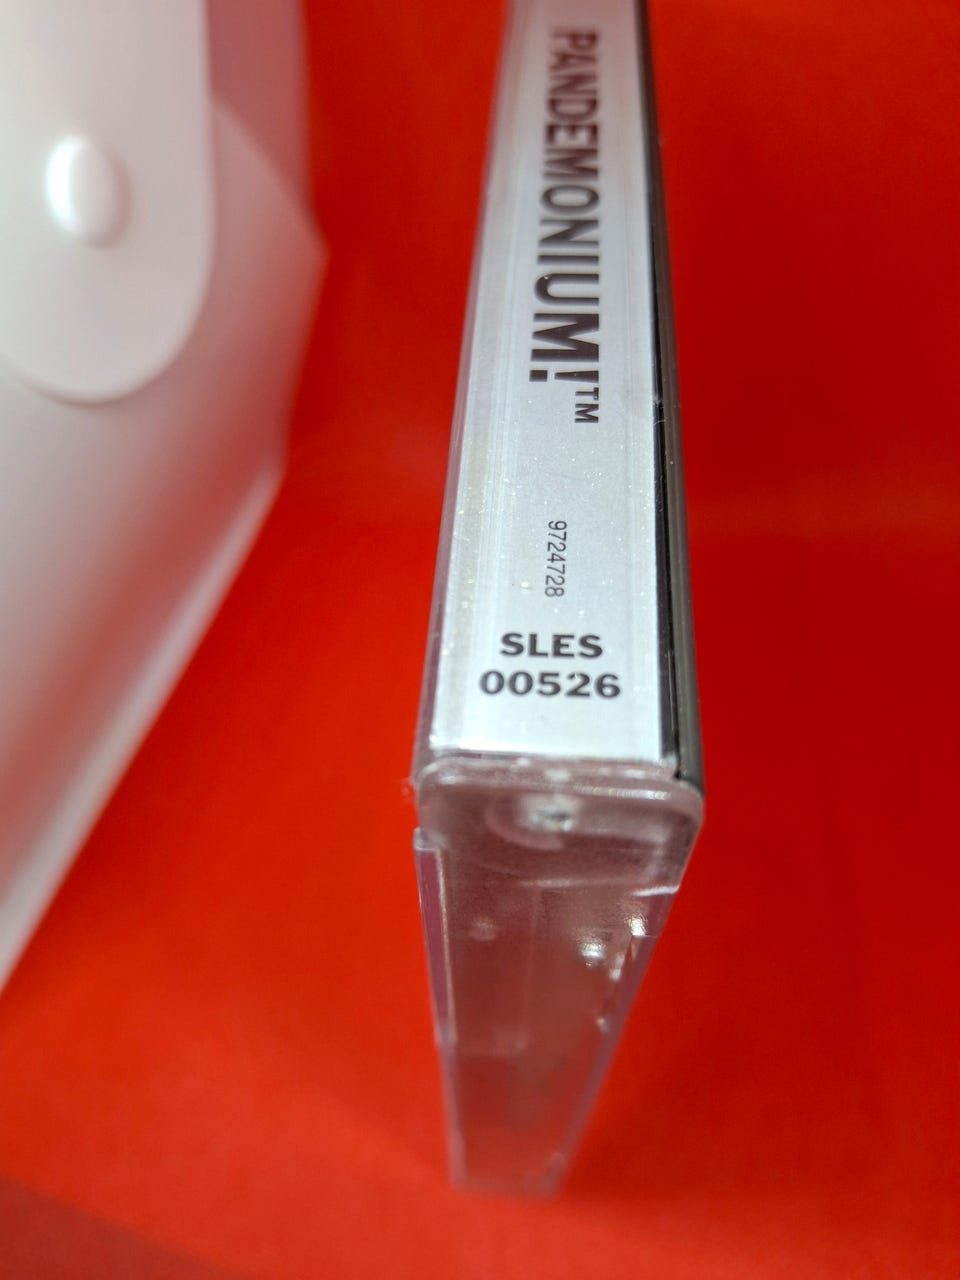 PANDEMONIUM!™
9724728
SLES
00526